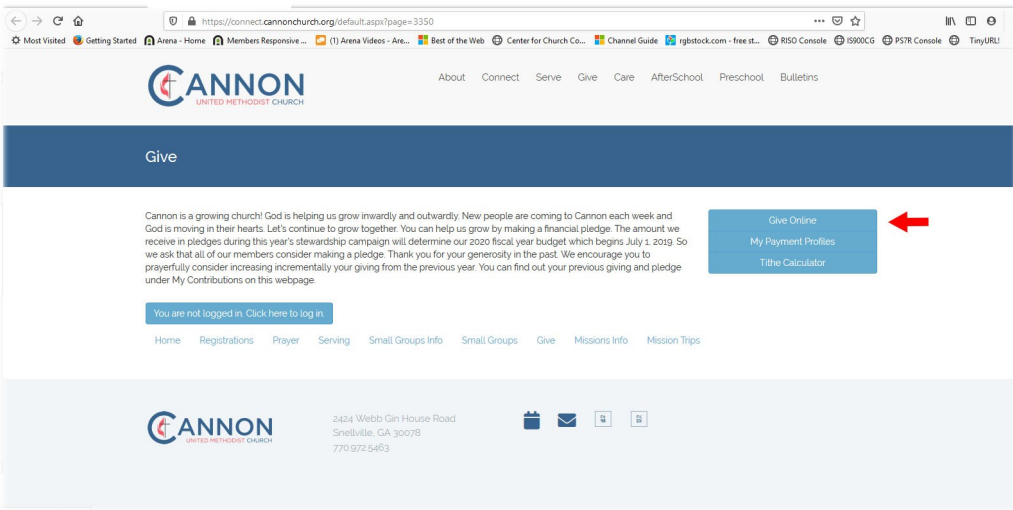 https://connect.cannonchurch.org/default.aspx?page=3350
Most Visited Getting Started Arena - Home Members Responsive ... (1) Arena Videos - Are... Best of the Web Center for Church Co... Channel Guide rgbstock.com - free st... RISO Console IS900CG PS7R Console TinyURL!
CANNON
UNITED METHODIST CHURCH
About Connect Serve Give Care AfterSchool Preschool Bulletins
Give
Cannon is a growing church! God is helping us grow inwardly and outwardly. New people are coming to Cannon each week and
God is moving in their hearts. Let's continue to grow together. You can help us grow by making a financial pledge. The amount we
receive in pledges during this year's stewardship campaign will determine our 2020 fiscal year budget which begins July 1, 2019. So
we ask that all of our members consider making a pledge. Thank you for your generosity in the past. We encourage you to
prayerfully consider increasing incrementally your giving from the previous year. You can find out your previous giving and pledge
under My Contributions on this webpage.
Give Online
My Payment Profiles
Tithe Calculator
You are not logged in. Click here to log in.
Home Registrations Prayer Serving Small Groups Info Small Groups Give Missions Info Mission Trips
CANNON
UNITED METHODIST CHURCH
2424 Webb Gin House Road
Snellville, GA 30078
770.972.5463